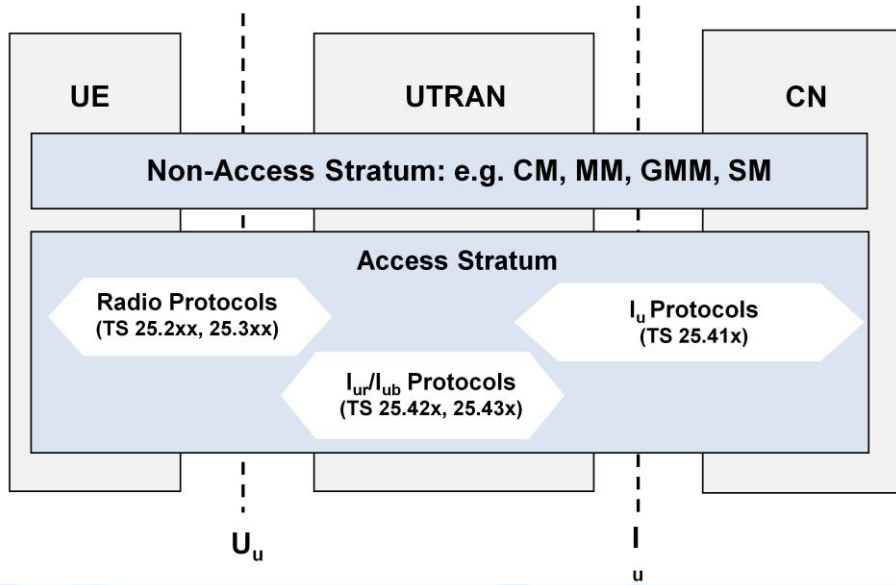 UE
UTRAN
CN
Non-Access Stratum: e.g. CM, MM, GMM, SM
Access Stratum
Radio Protocols
(TS 25.2xx, 25.3xx)
Iu Protocols
(TS 25.41x)
Iur/Iub Protocols
(TS 25.42x, 25.43x)
Uu
I
u